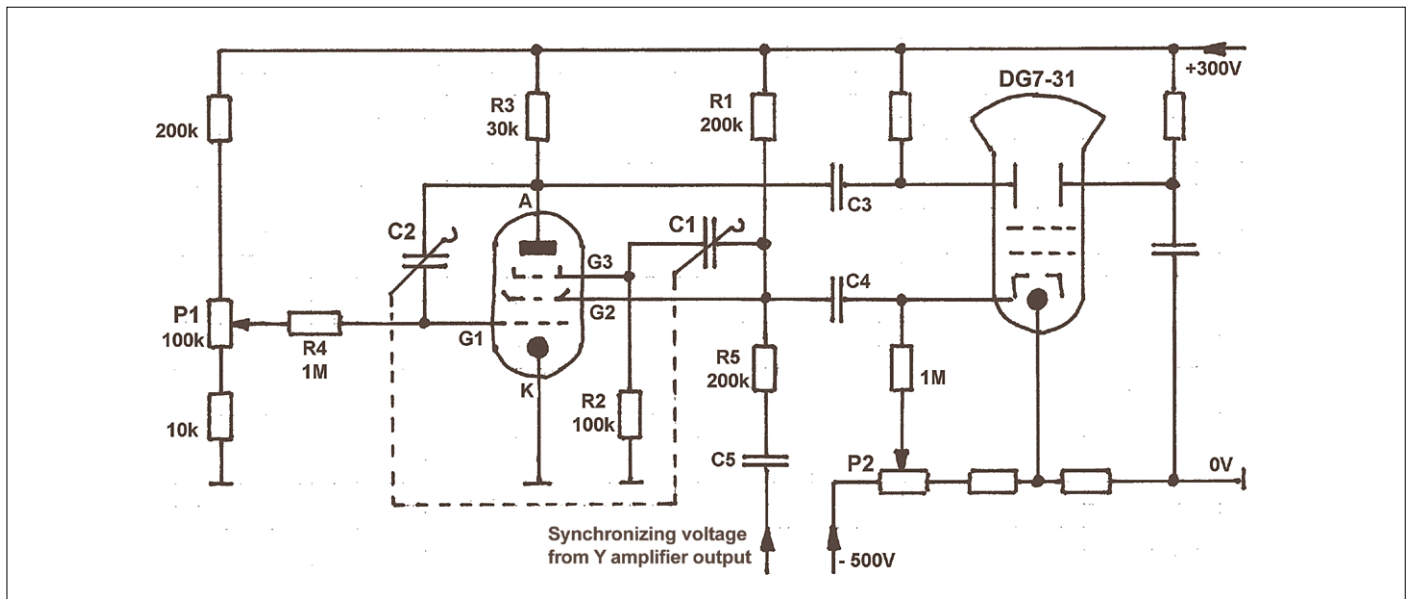 +300V
DG7-31
R3
30k
R1
200k
200k
A
C3
C2
C1
G3
C4
G2
P1
100k
G1
R4
1M
K
R5
200k
1M
R2
100k
10k
C5
P2
0V
Synchronizing voltage
from Y amplifier output
- 500V